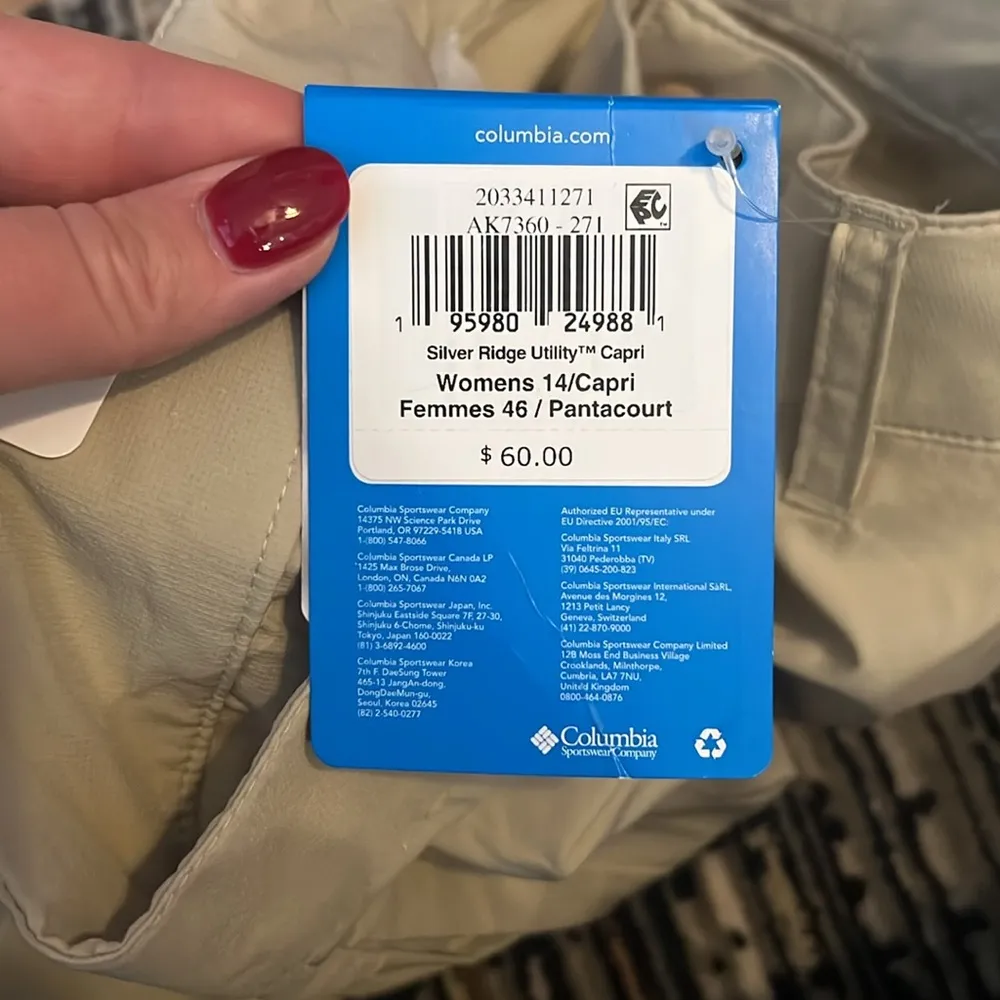 columbia.com
2033411271
EPC™
AK7360 - 271
1 95980 24988 1
Silver Ridge Utility™ Capri
Womens 14/Capri
Femmes 46 / Pantacourt
$ 60.00
Columbia Sportswear Company
14375 NW Science Park Drive
Portland, OR 97229-5418 USA
1-(800) 547-8066
Columbia Sportswear Canada LP
1425 Max Brose Drive,
London, ON, Canada N6N 0A2
1-(800) 265-7067
Columbia Sportswear Japan, Inc.
Shinjuku Eastside Square 7F, 27-30,
Shinjuku 6-Chome, Shinjuku-ku
Tokyo, Japan 160-0022
(81) 3-6892-4600
Columbia Sportswear Korea
7th F. DaeSung Tower
465-13 JangAn-dong,
DongDaeMun-gu,
Seoul, Korea 02645
(82) 2-540-0277
Authorized EU Representative under
EU Directive 2001/95/EC:
Columbia Sportswear Italy SRL
Via Feltrina 11
31040 Pederobba (TV)
(39) 0645-200-823
Columbia Sportswear International SàRL,
Avenue des Morgines 12,
1213 Petit Lancy
Geneva, Switzerland
(41) 22-870-9000
Columbia Sportswear Company Limited
12B Moss End Business Village
Crooklands, Milnthorpe,
Cumbria, LA7 7NU,
United Kingdom
0800-464-0876
Columbia
Sportswear Company